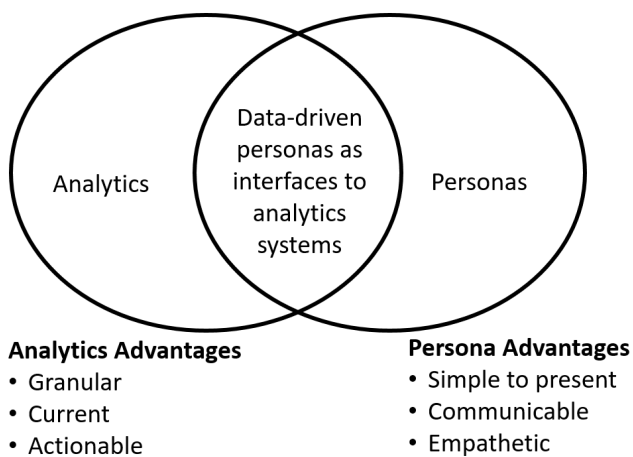 Analytics
Data-driven
personas as
interfaces to
analytics
systems
Personas
Analytics Advantages
• Granular
• Current
• Actionable
Persona Advantages
• Simple to present
• Communicable
• Empathetic